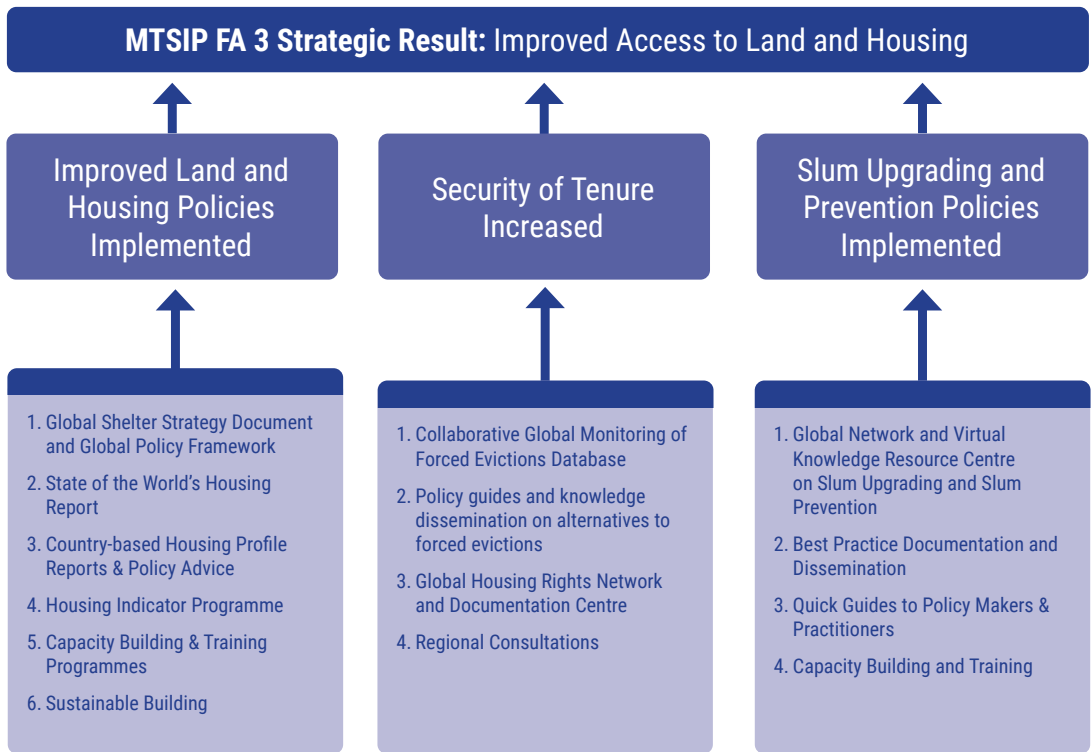 MTSIP FA 3 Strategic Result: Improved Access to Land and Housing
Improved Land and
Housing Policies
Implemented
Security of Tenure
Increased
Slum Upgrading and
Prevention Policies
Implemented
1. Global Shelter Strategy Document
and Global Policy Framework
2. State of the World’s Housing
Report
3. Country-based Housing Profile
Reports & Policy Advice
4. Housing Indicator Programme
5. Capacity Building & Training
Programmes
6. Sustainable Building
1. Collaborative Global Monitoring of
Forced Evictions Database
2. Policy guides and knowledge
dissemination on alternatives to
forced evictions
3. Global Housing Rights Network
and Documentation Centre
4. Regional Consultations
1. Global Network and Virtual
Knowledge Resource Centre
on Slum Upgrading and Slum
Prevention
2. Best Practice Documentation and
Dissemination
3. Quick Guides to Policy Makers &
Practitioners
4. Capacity Building and Training